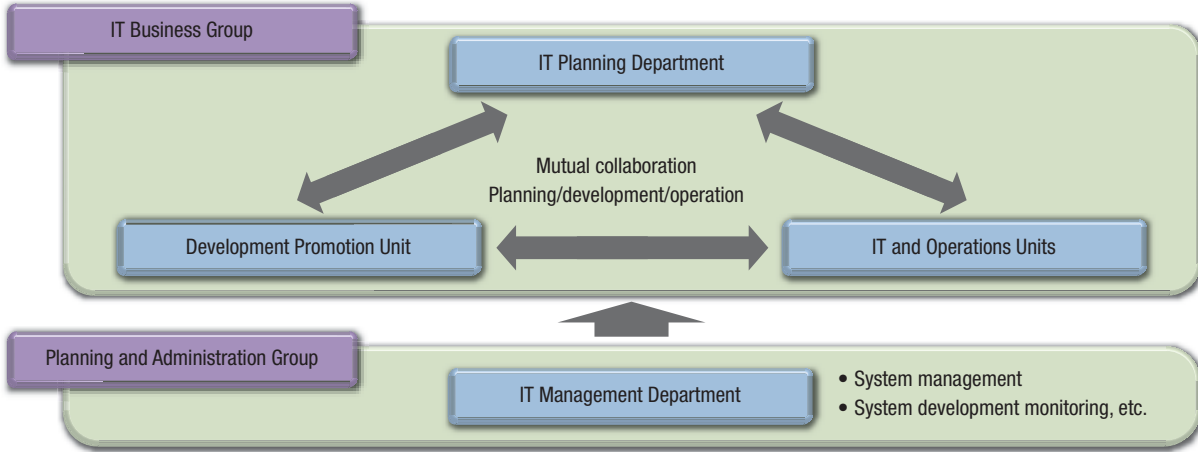 IT Business Group
IT Planning Department
Mutual collaboration
Planning/development/operation
Development Promotion Unit
IT and Operations Units
Planning and Administration Group
IT Management Department
• System management
• System development monitoring, etc.